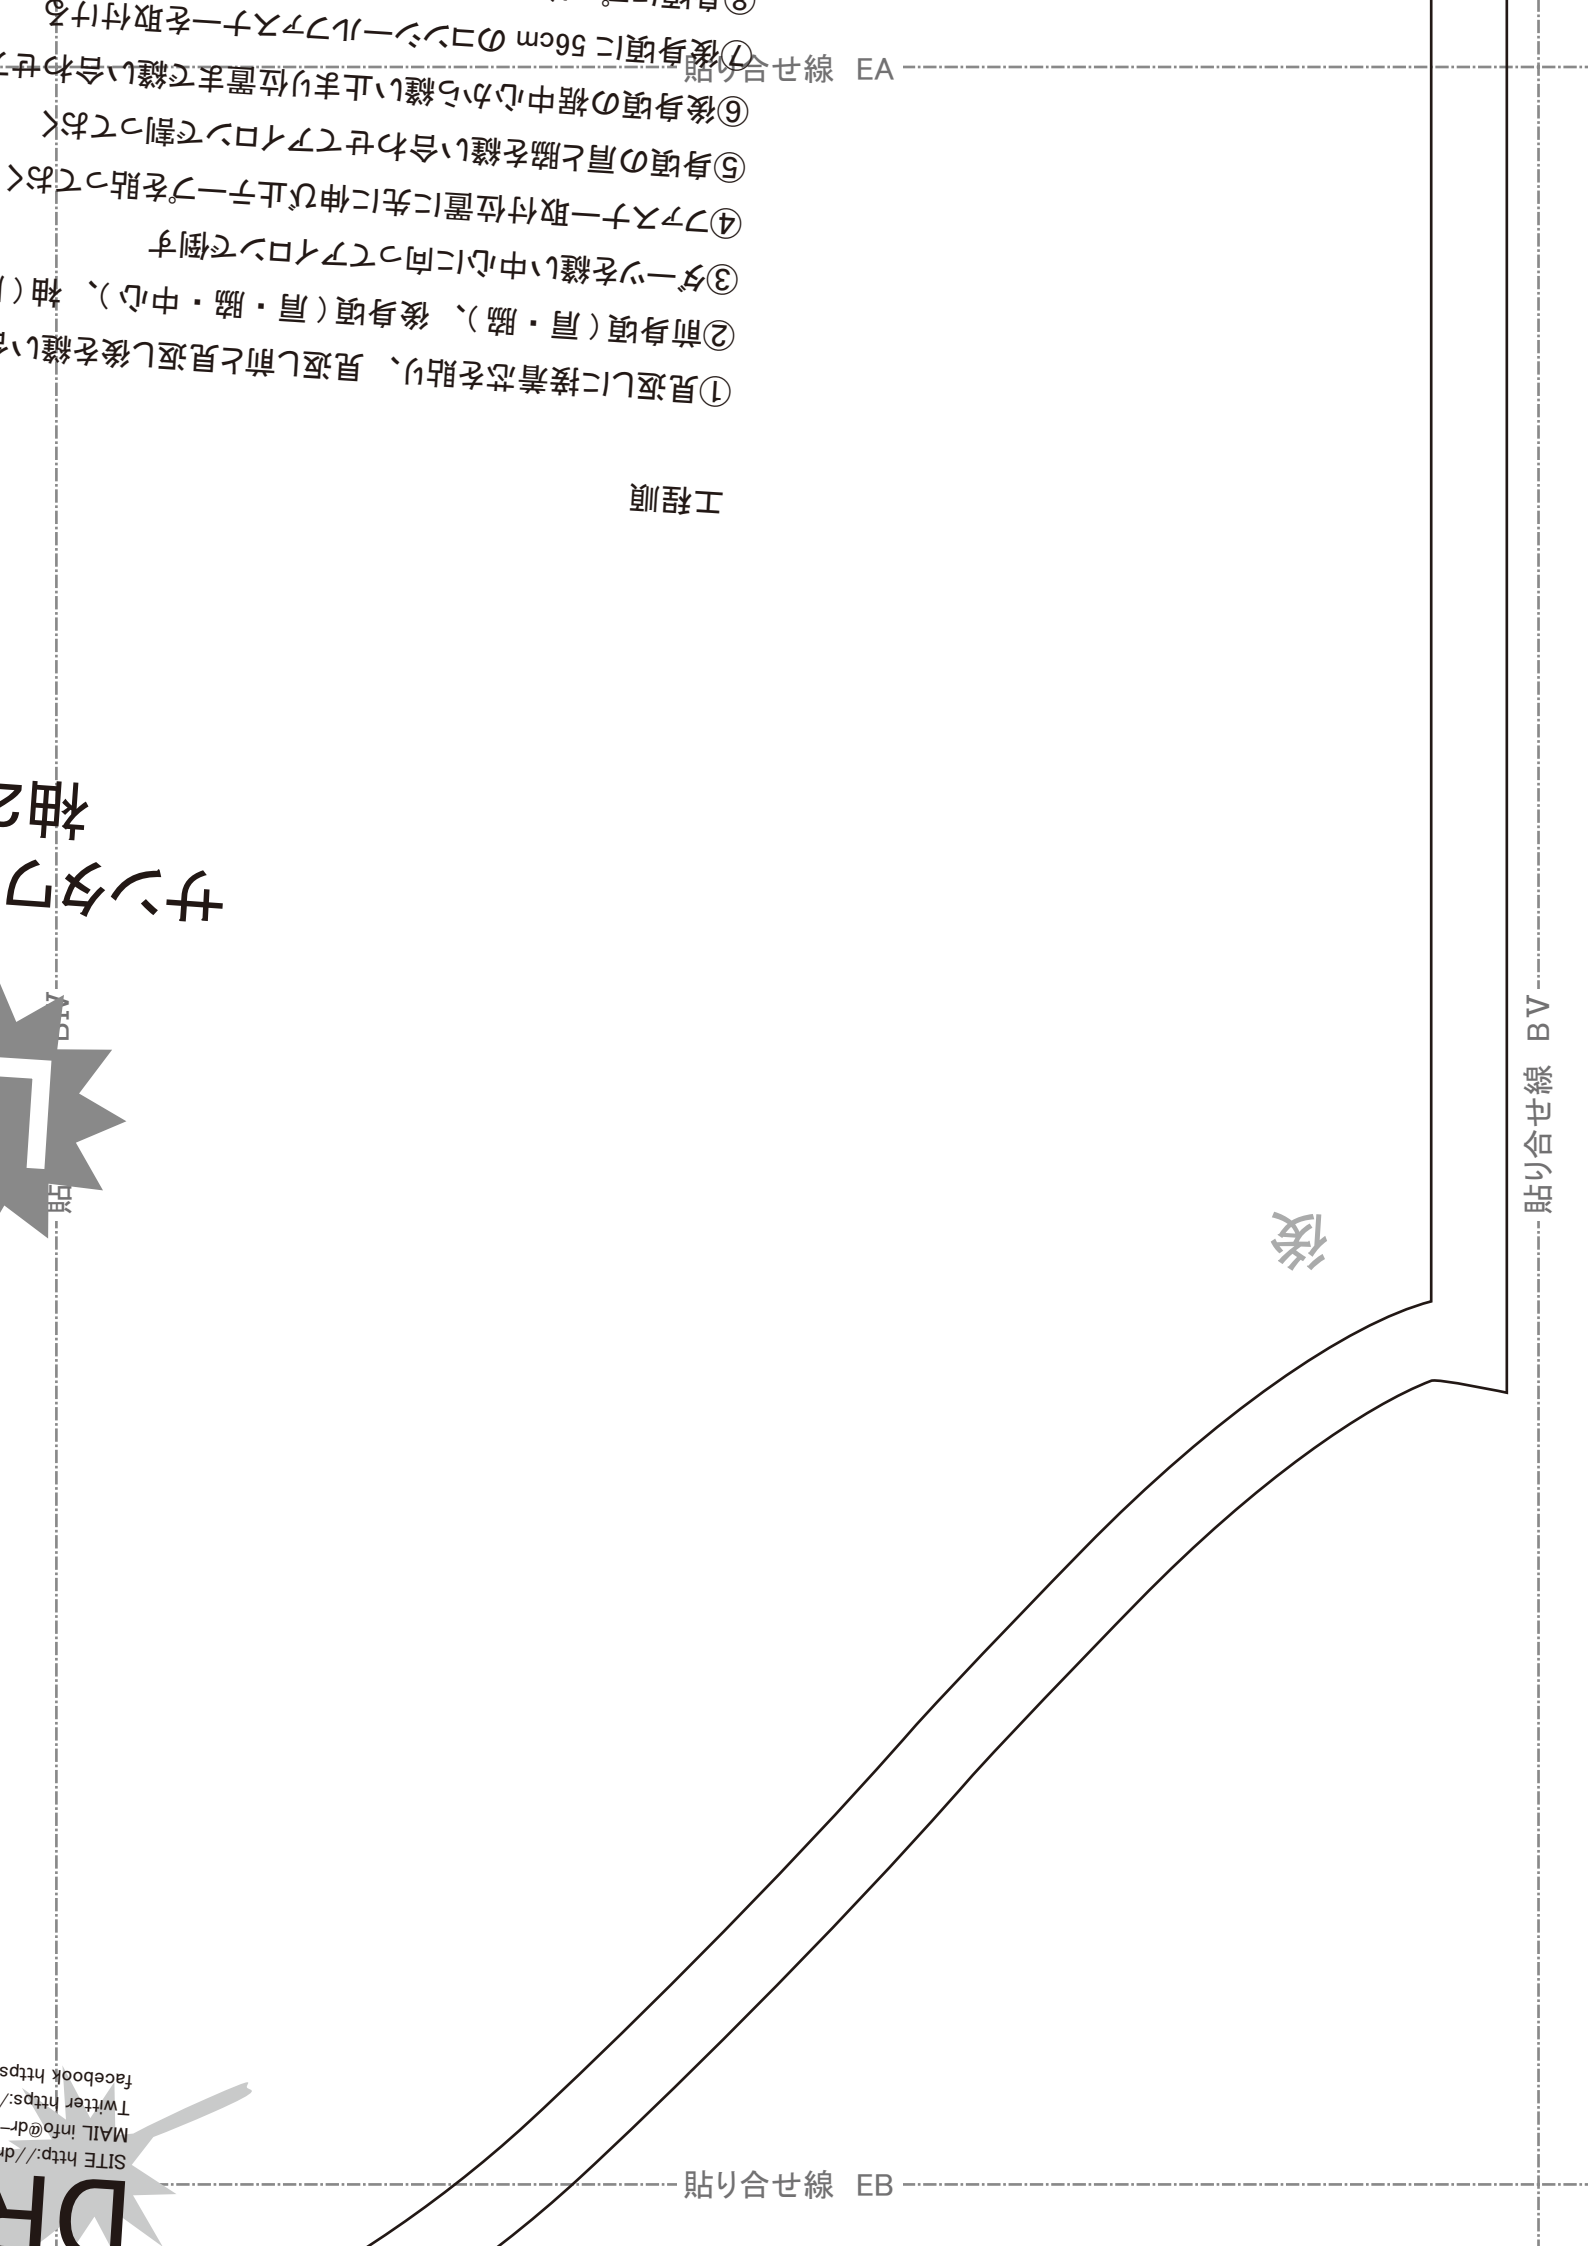 貼り合せ線 EA
工程順
①見返しに接着芯を貼り、見返し前と見返し後を縫い
②前身頃(肩・脇)、後身頃(肩・脇・中心)、袖(
③ダーツを縫い中心に向ってアイロンで倒す
④ファスナー取付位置に先に伸び止テープを貼っておく
⑤身頃の肩と脇を縫い合わせてアイロンで割っておく
⑥後身頃の裾中心から縫い止まり位置まで縫い合わせ
⑦後身頃に 56cm のコンシールファスナーを取付ける
サンタワ
袖2
L
貼 BN
後
貼り合せ線 BV
DR
SITE http://dr
MAIL info@dr-
Twitter https:/
facebook https
貼り合せ線 EB